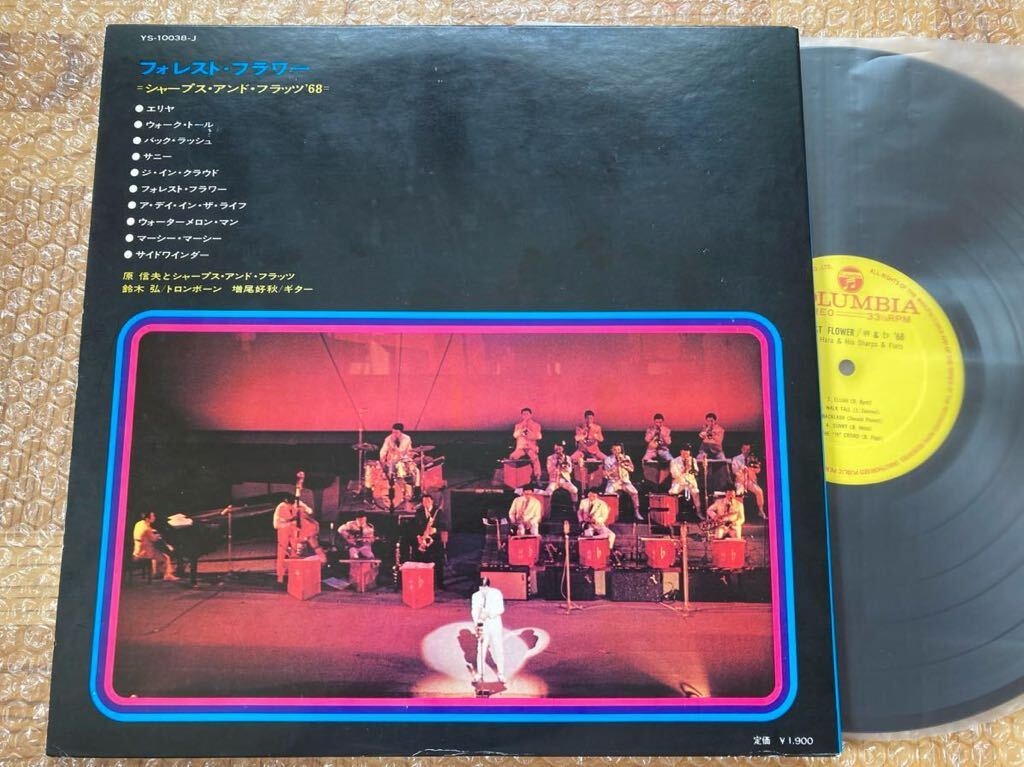 YS-10038-J
フォレスト・フラワー
=シャープス・アンド・フラッツ'68=
●エリヤ
●ウォーク・トール
●バック・ラッシュ
●サニー
●ジ・イン・クラウド
●フォレスト・フラワー
●ア・デイ・イン・ザ・ライフ
●ウォーターメロン・マン
●マーシー・マーシー
●サイドワインダー
原 信夫とシャープス・アンド・フラッツ
鈴木 弘/トロンボーン 増尾好秋/ギター
定価 ¥1,900
OLUMBIA
33⅓RPM
ST FLOWER/♯ & ♭ '68
Hara & His Sharps & Flats
1. ELIJAH
WALK TALL
BACKLASH
4. SUNNY
CROWD